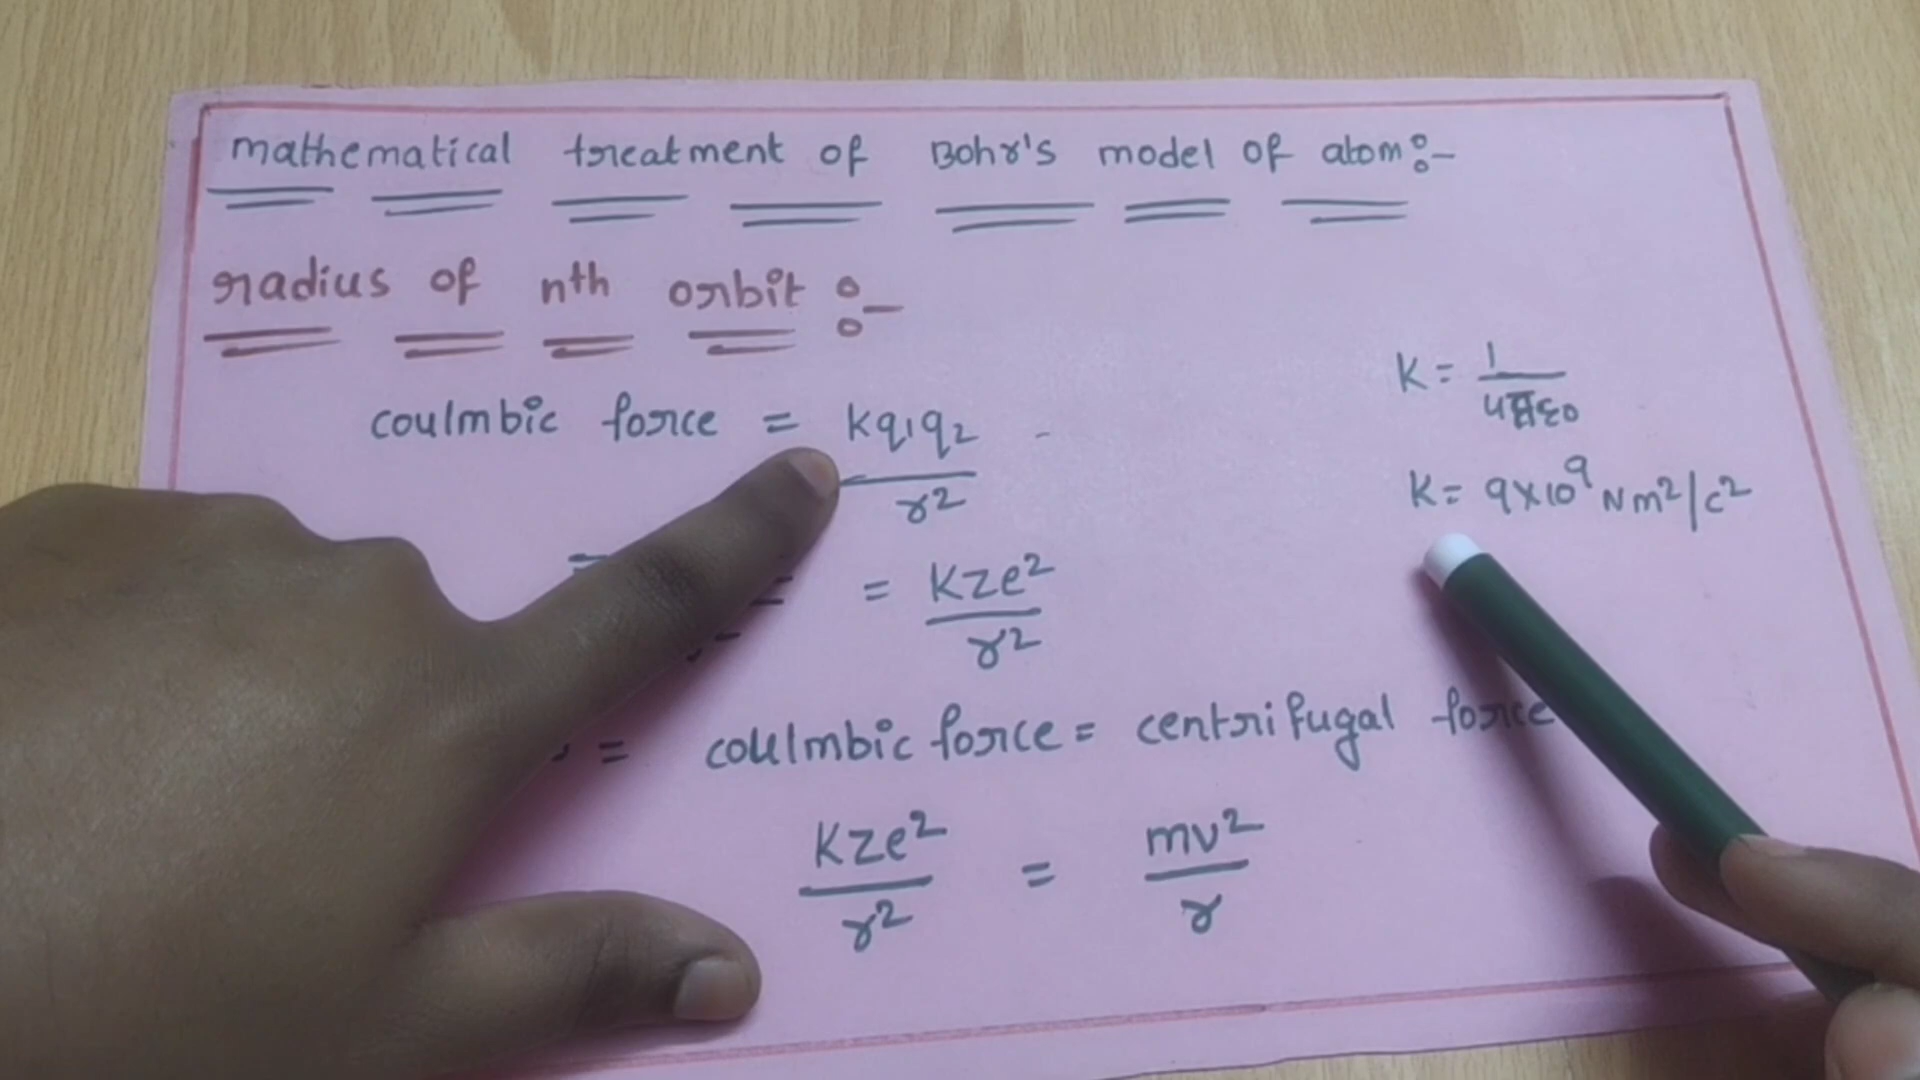 mathematical treatment of Bohr's model of atom:-
radius of nth orbit :-
coulmbic force = kq1q2 / r2
K = 1 / 4πε0
K = 9x10^9 Nm2/c2
= Kze2 / r2
= coulmbic force = centrifugal force
Kze2 / r2 = mv2 / r